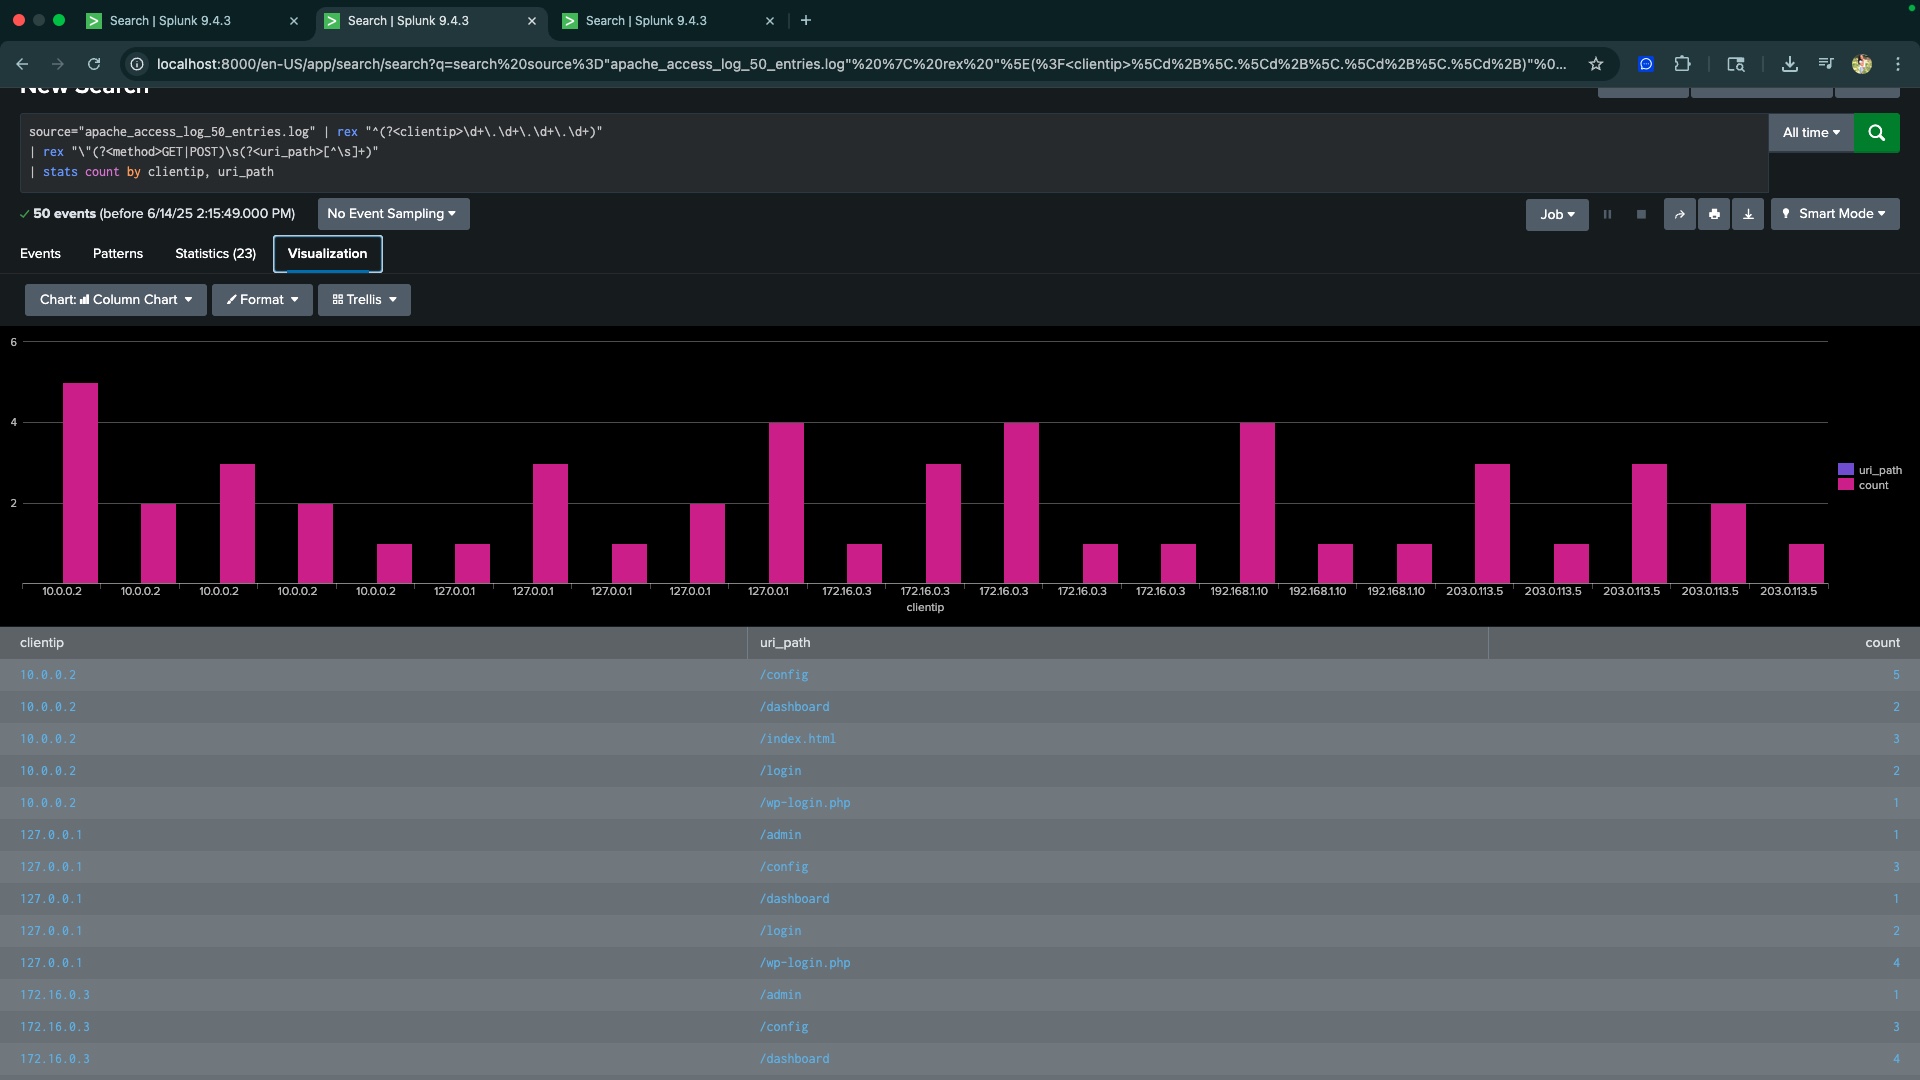 Search | Splunk 9.4.3
Search | Splunk 9.4.3
Search | Splunk 9.4.3
localhost:8000/en-US/app/search/search?q=search%20source%3D"apache_access_log_50_entries.log"%20%7C%20rex%20"%5E(%3F<clientip>%5Cd%2B%5C.%5Cd%2B%5C.%5Cd%2B%5C.%5Cd%2B)"%0...
New Search
source="apache_access_log_50_entries.log" | rex "^(?<clientip>\d+\.\d+\.\d+\.\d+)"
| rex "\"(?<method>GET|POST)\s(?<uri_path>[^\s]+)"
| stats count by clientip, uri_path
All time
50 events (before 6/14/25 2:15:49.000 PM)
No Event Sampling
Job
Smart Mode
Events Patterns Statistics (23) Visualization
Chart: Column Chart Format Trellis
6
4
2
uri_path
count
10.0.0.2 10.0.0.2 10.0.0.2 10.0.0.2 10.0.0.2 127.0.0.1 127.0.0.1 127.0.0.1 127.0.0.1 127.0.0.1 172.16.0.3 172.16.0.3 172.16.0.3 172.16.0.3 172.16.0.3 192.168.1.10 192.168.1.10 192.168.1.10 203.0.113.5 203.0.113.5 203.0.113.5 203.0.113.5 203.0.113.5
clientip
clientip uri_path count
10.0.0.2 /config 5
10.0.0.2 /dashboard 2
10.0.0.2 /index.html 3
10.0.0.2 /login 2
10.0.0.2 /wp-login.php 1
127.0.0.1 /admin 1
127.0.0.1 /config 3
127.0.0.1 /dashboard 1
127.0.0.1 /login 2
127.0.0.1 /wp-login.php 4
172.16.0.3 /admin 1
172.16.0.3 /config 3
172.16.0.3 /dashboard 4